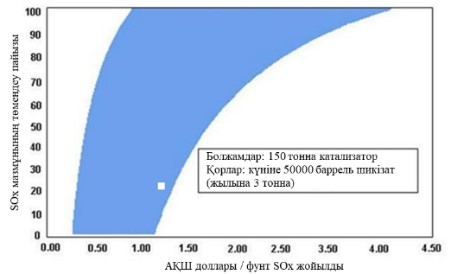 SOx мазмұнының төмендеу пайызы
100
90
80
70
60
50
40
30
20
10
0
Болжамдар: 150 тонна катализатор
Қорлар: күніне 50000 баррель шикізат
(жылына 3 тонна)
0.00 0.50 1.00 1.50 2.00 2.50 3.00 3.50 4.00 4.50
АҚШ доллары / фунт SOx жойылды